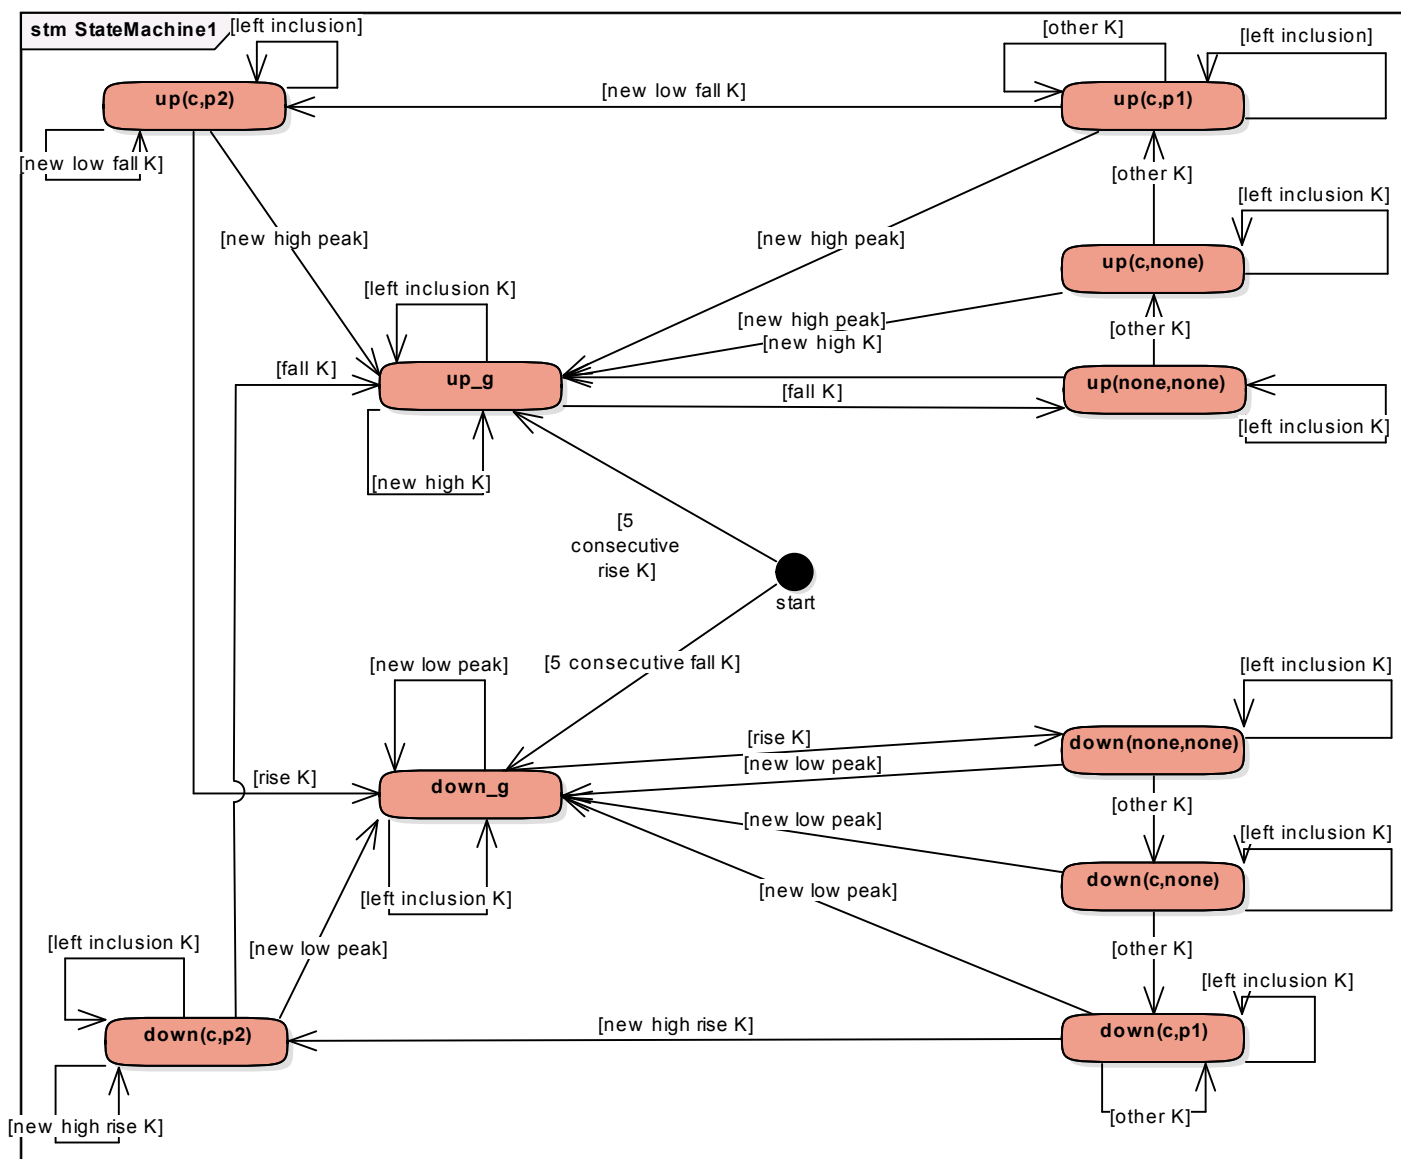 stm StateMachine1
[left inclusion]
[other K]
[left inclusion]
up(c,p2)
[new low fall K]
up(c,p1)
[new low fall K]
[other K]
[left inclusion K]
[new high peak]
[new high peak]
up(c,none)
[left inclusion K]
[new high peak]
[other K]
[new high K]
[fall K]
up_g
up(none,none)
[fall K]
[left inclusion K]
[new high K]
[5
consecutive
rise K]
start
[5 consecutive fall K]
[new low peak]
[left inclusion K]
[rise K]
down(none,none)
[new low peak]
[rise K]
down_g
[other K]
[new low peak]
[left inclusion K]
down(c,none)
[new low peak]
[left inclusion K]
[left inclusion K]
[new low peak]
[other K]
[left inclusion K]
[new high rise K]
down(c,p2)
down(c,p1)
[new high rise K]
[other K]